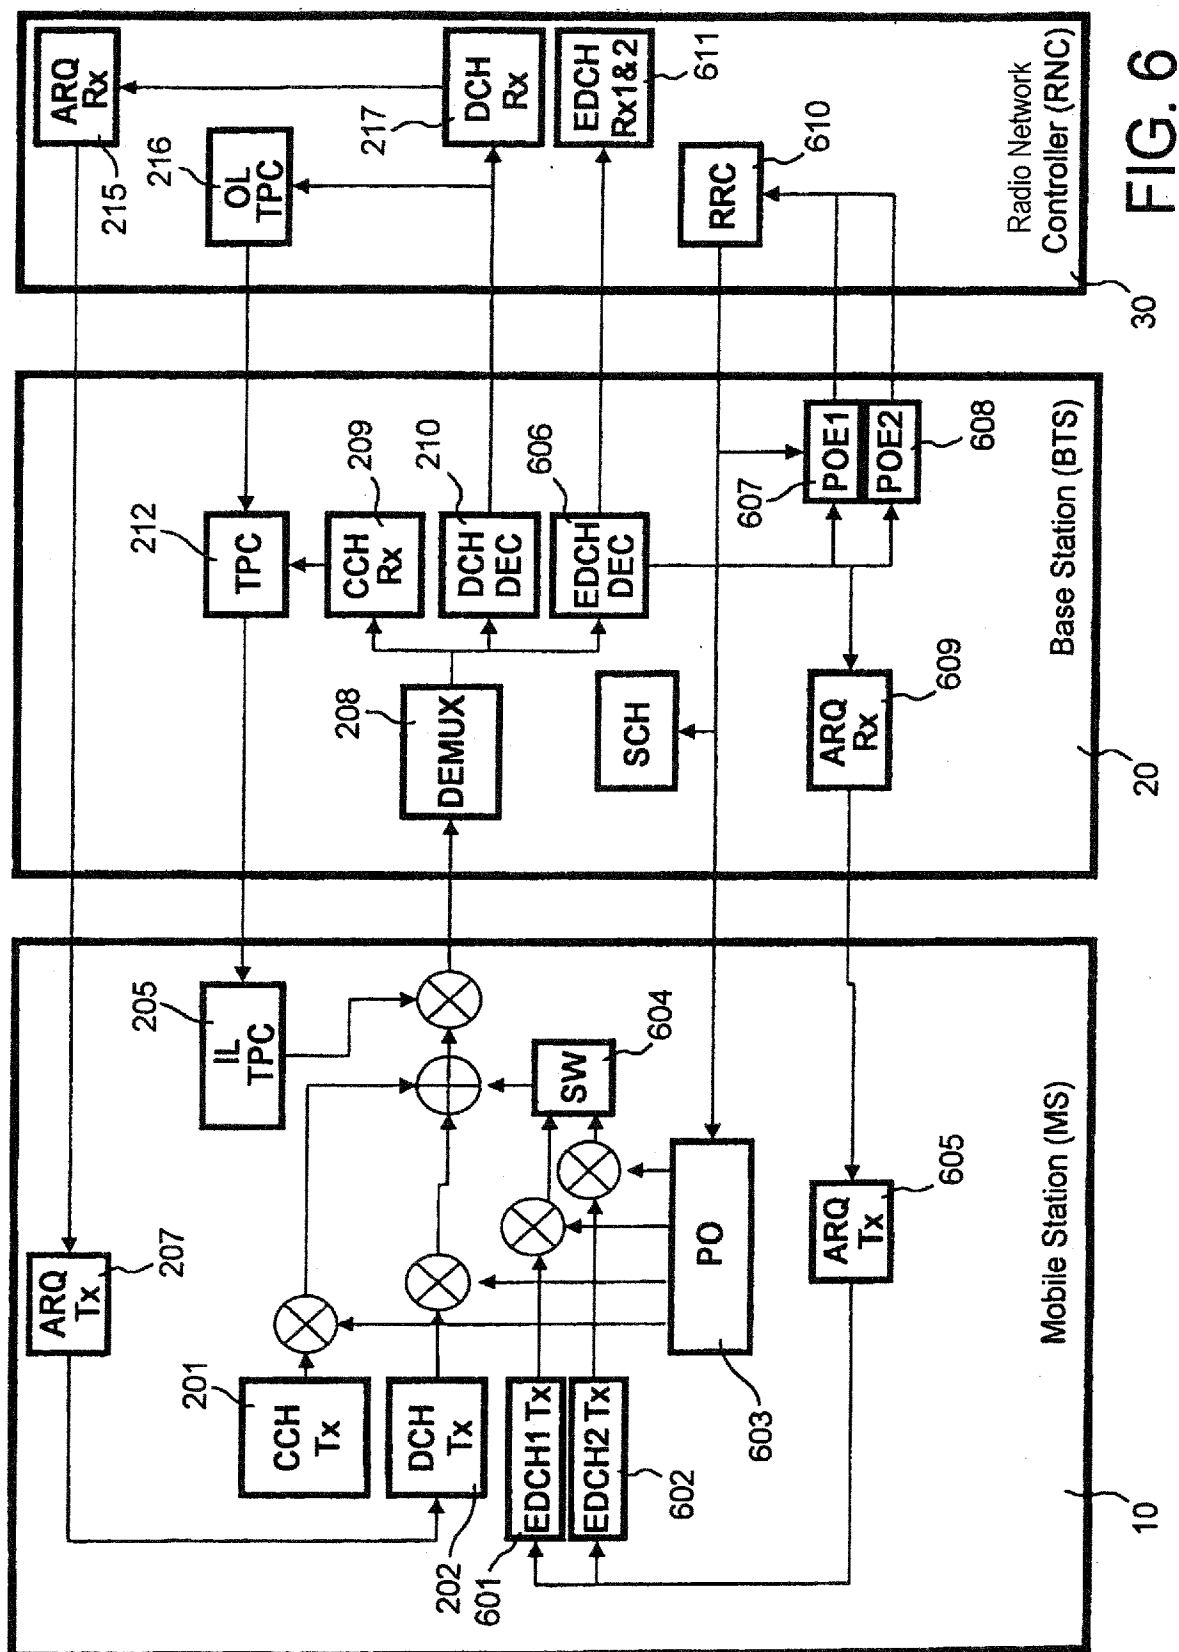 ARQ
Tx
207
201
CCH
Tx
DCH
Tx
202
601
EDCH1 Tx
EDCH2 Tx
602
PO
603
ARQ
Tx
605
205
IL
TPC
SW
604
Mobile Station (MS)
10
212
TPC
CCH
Rx
209
DCH
DEC
210
EDCH
DEC
606
208
DEMUX
SCH
607
POE1
POE2
608
ARQ
Rx
609
Base Station (BTS)
20
ARQ
Rx
215
216
OL
TPC
217
DCH
Rx
EDCH
Rx1&2
611
RRC
610
Radio Network
Controller (RNC)
30
FIG. 6